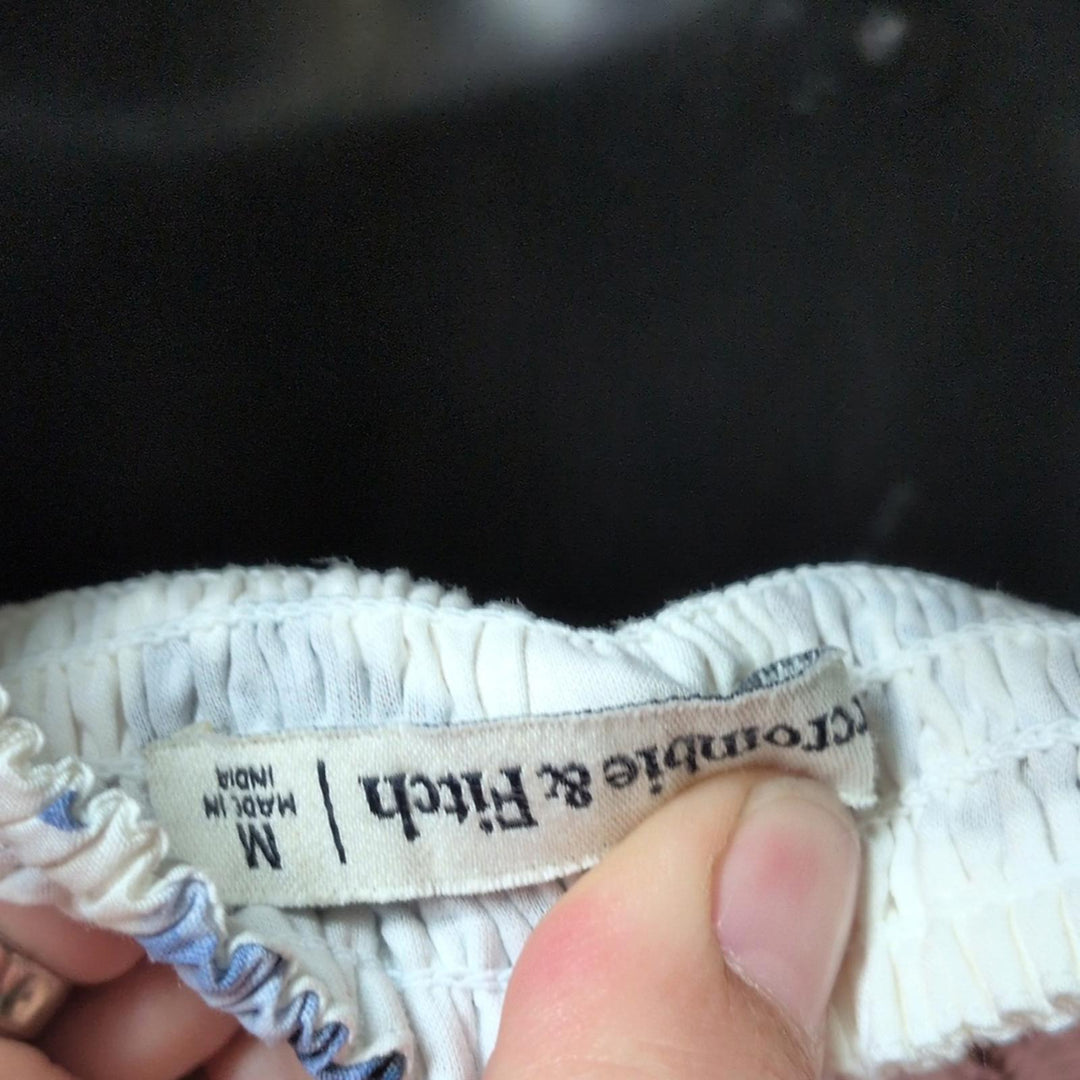 rcrombie & Fitch | M
MADE IN
INDIA